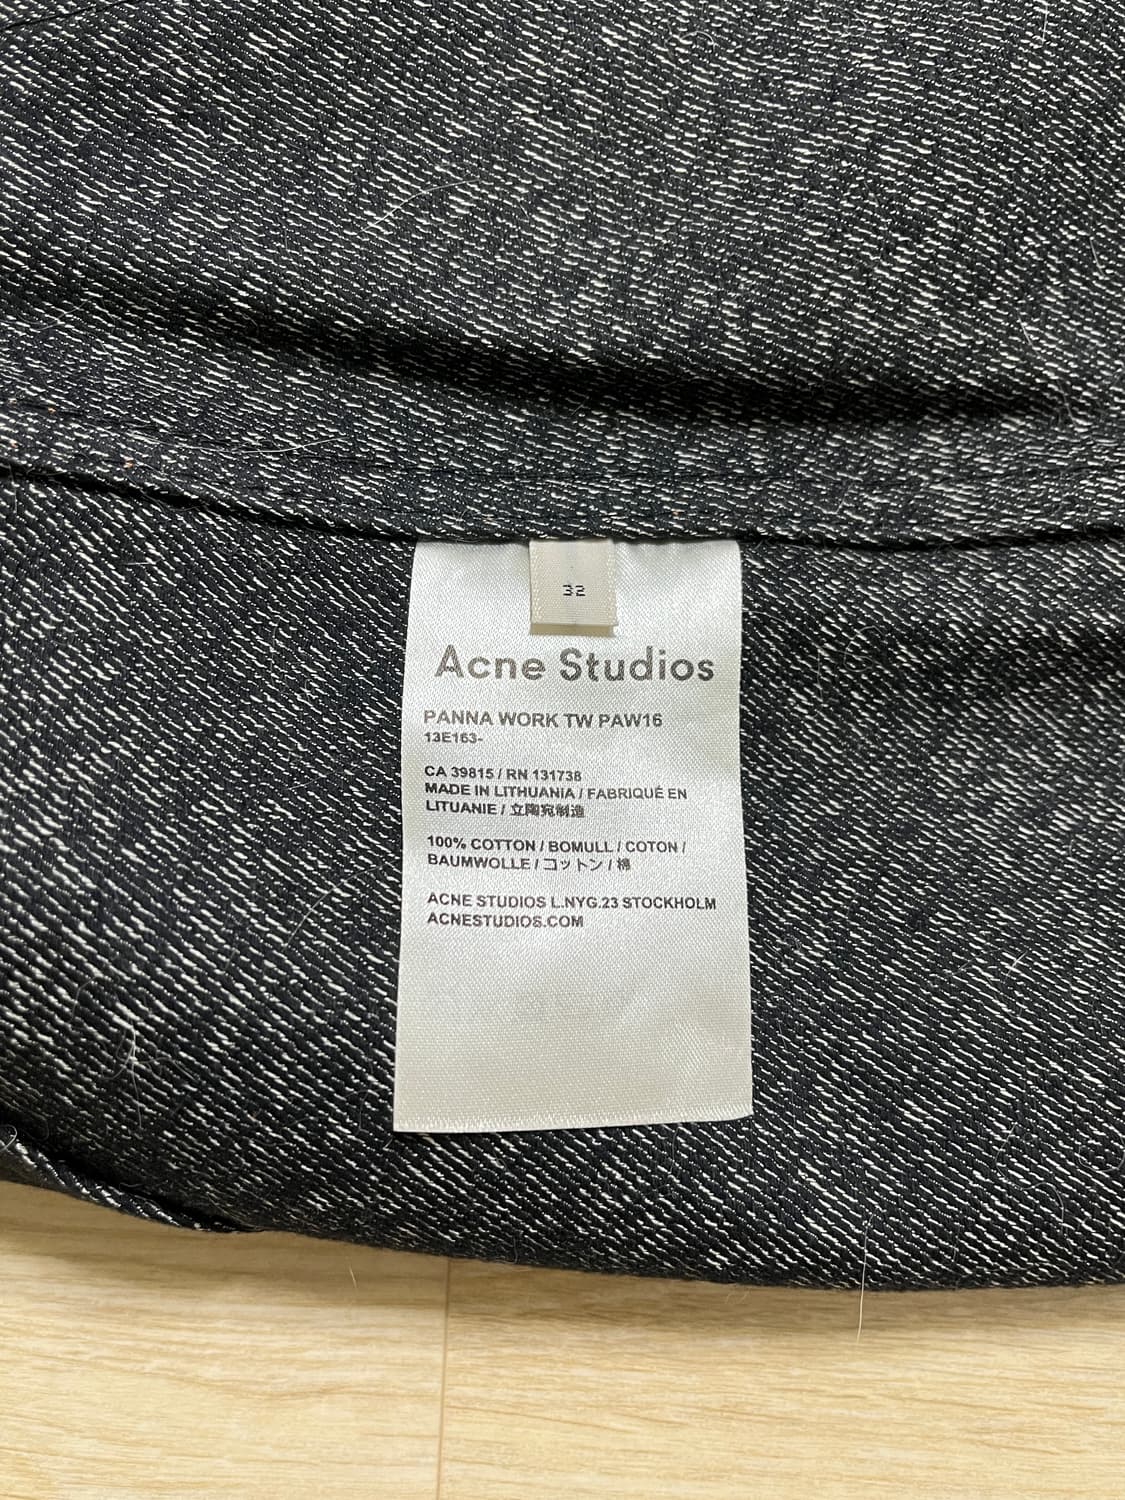 32
Acne Studios
PANNA WORK TW PAW16
13E163-
CA 39815 / RN 131738
MADE IN LITHUANIA / FABRIQUÉ EN
LITUANIE / 立陶宛制造
100% COTTON / BOMULL / COTON /
BAUMWOLLE / コットン / 棉
ACNE STUDIOS L.NYG.23 STOCKHOLM
ACNESTUDIOS.COM